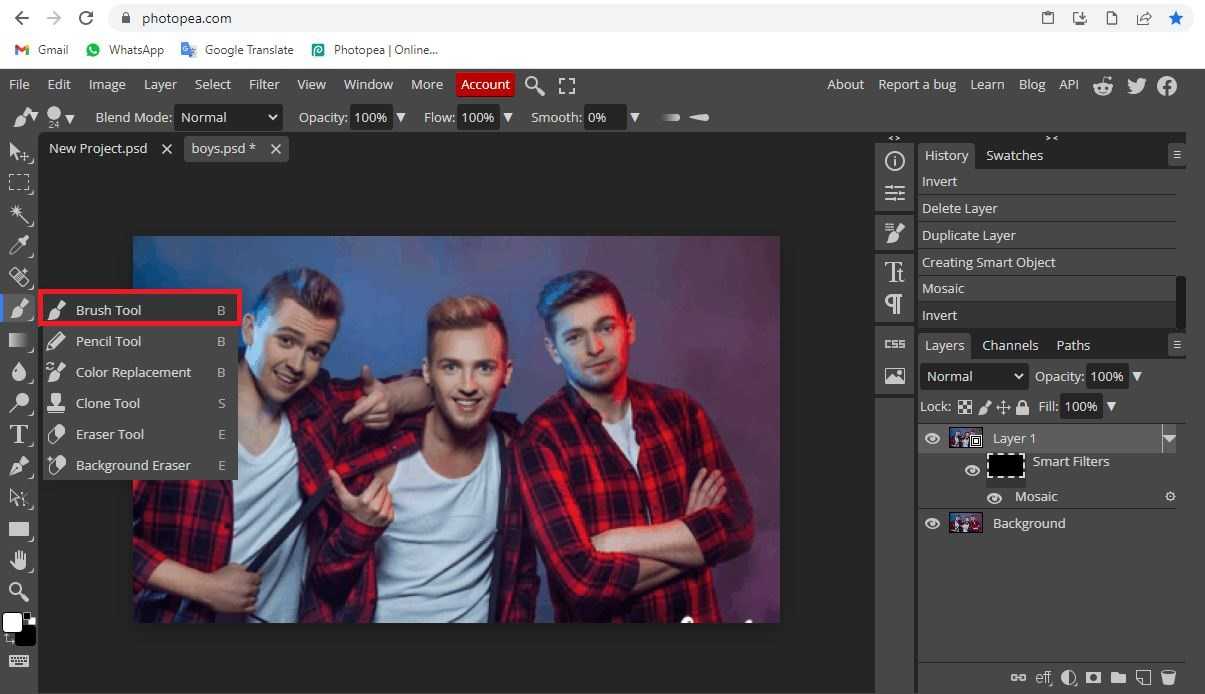 photopea.com
Gmail WhatsApp Google Translate Photopea | Online...
File Edit Image Layer Select Filter View Window More Account About Report a bug Learn Blog API
24 Blend Mode: Normal Opacity: 100% Flow: 100% Smooth: 0%
New Project.psd boys.psd *
History Swatches
Invert
Delete Layer
Duplicate Layer
Creating Smart Object
Mosaic
Invert
Brush Tool B
Pencil Tool B
Color Replacement B
Clone Tool S
Eraser Tool E
Background Eraser E
CSS
Layers Channels Paths
Normal Opacity: 100%
Lock: Fill: 100%
Layer 1
Smart Filters
Mosaic
Background
eff